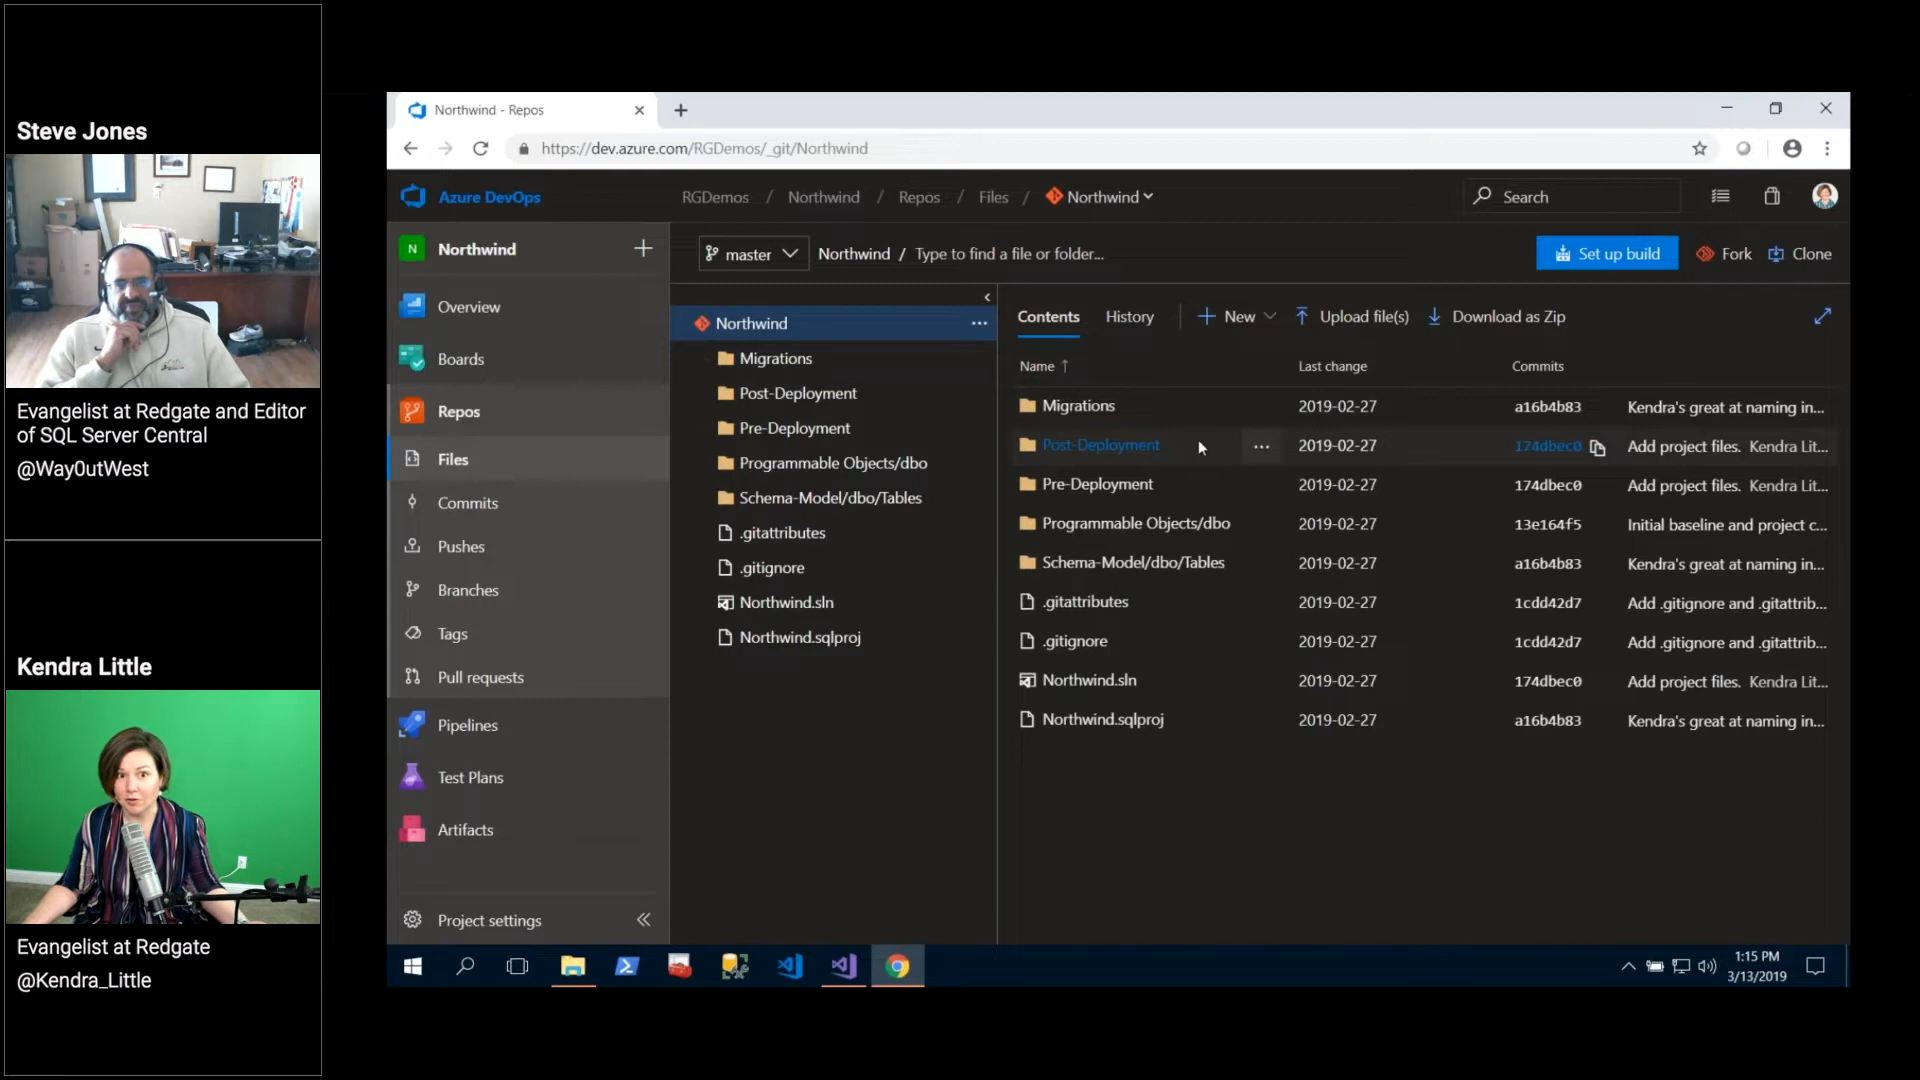 Steve Jones
Evangelist at Redgate and Editor
of SQL Server Central
@Way0utWest
Kendra Little
Evangelist at Redgate
@Kendra_Little
Northwind - Repos
https://dev.azure.com/RGDemos/_git/Northwind
Azure DevOps
RGDemos / Northwind / Repos / Files / Northwind
Search
N Northwind
Overview
Boards
Repos
Files
Commits
Pushes
Branches
Tags
Pull requests
Pipelines
Test Plans
Artifacts
Project settings
master
Northwind / Type to find a file or folder...
Set up build
Fork
Clone
Northwind
Migrations
Post-Deployment
Pre-Deployment
Programmable Objects/dbo
Schema-Model/dbo/Tables
.gitattributes
.gitignore
Northwind.sln
Northwind.sqlproj
Contents History New Upload file(s) Download as Zip
Name Last change Commits
Migrations 2019-02-27 a16b4b83 Kendra's great at naming in...
Post-Deployment 2019-02-27 174dbec0 Add project files. Kendra Lit...
Pre-Deployment 2019-02-27 174dbec0 Add project files. Kendra Lit...
Programmable Objects/dbo 2019-02-27 13e164f5 Initial baseline and project c...
Schema-Model/dbo/Tables 2019-02-27 a16b4b83 Kendra's great at naming in...
.gitattributes 2019-02-27 1cdd42d7 Add .gitignore and .gitattrib...
.gitignore 2019-02-27 1cdd42d7 Add .gitignore and .gitattrib...
Northwind.sln 2019-02-27 174dbec0 Add project files. Kendra Lit...
Northwind.sqlproj 2019-02-27 a16b4b83 Kendra's great at naming in...
1:15 PM
3/13/2019